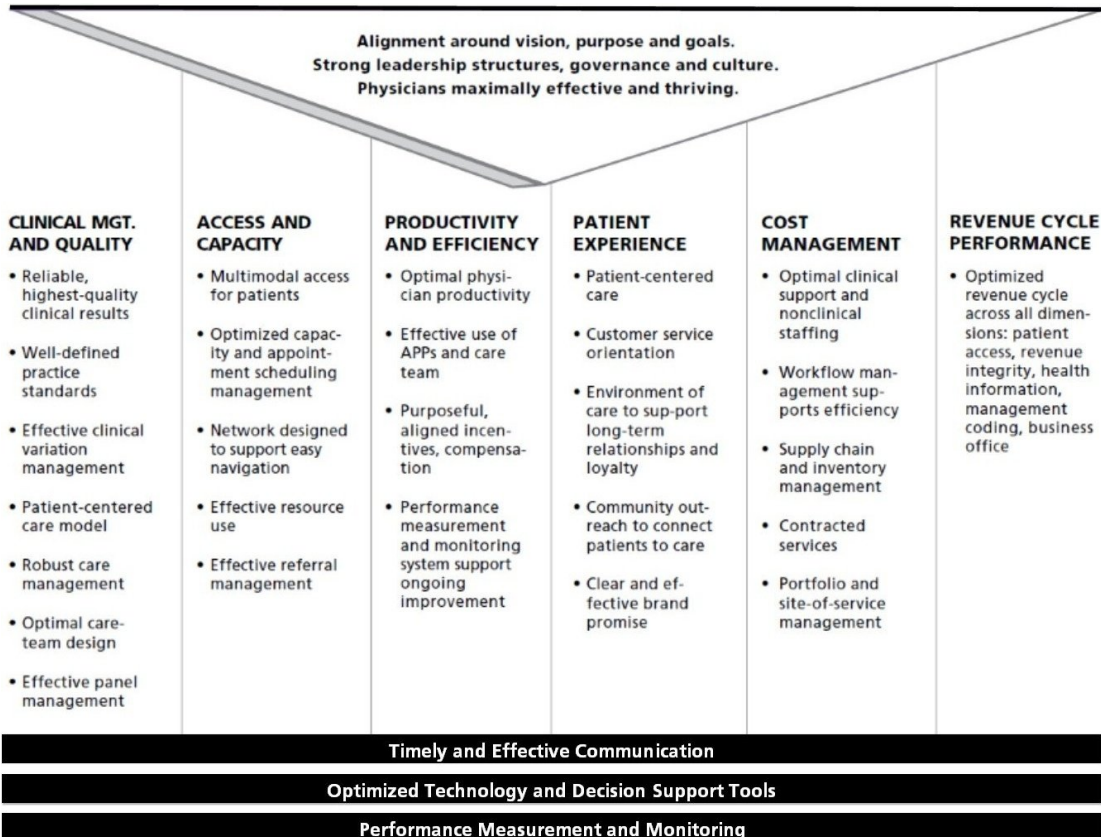 Alignment around vision, purpose and goals.
Strong leadership structures, governance and culture.
Physicians maximally effective and thriving.
CLINICAL MGT.
AND QUALITY
• Reliable,
highest-quality
clinical results
• Well-defined
practice
standards
• Effective clinical
variation
management
• Patient-centered
care model
• Robust care
management
• Optimal care-
team design
• Effective panel
management
ACCESS AND
CAPACITY
• Multimodal access
for patients
• Optimized capac-
ity and appoint-
ment scheduling
management
• Network designed
to support easy
navigation
• Effective resource
use
• Effective referral
management
PRODUCTIVITY
AND EFFICIENCY
• Optimal physi-
cian productivity
• Effective use of
APPs and care
team
• Purposeful,
aligned incen-
tives, compensa-
tion
• Performance
measurement
and monitoring
system support
ongoing
improvement
PATIENT
EXPERIENCE
• Patient-centered
care
• Customer service
orientation
• Environment of
care to sup-port
long-term
relationships and
loyalty
• Community out-
reach to connect
patients to care
• Clear and ef-
fective brand
promise
COST
MANAGEMENT
• Optimal clinical
support and
nonclinical
staffing
• Workflow man-
agement sup-
ports efficiency
• Supply chain
and inventory
management
• Contracted
services
• Portfolio and
site-of-service
management
REVENUE CYCLE
PERFORMANCE
• Optimized
revenue cycle
across all dimen-
sions: patient
access, revenue
integrity, health
information,
management
coding, business
office
Timely and Effective Communication
Optimized Technology and Decision Support Tools
Performance Measurement and Monitoring